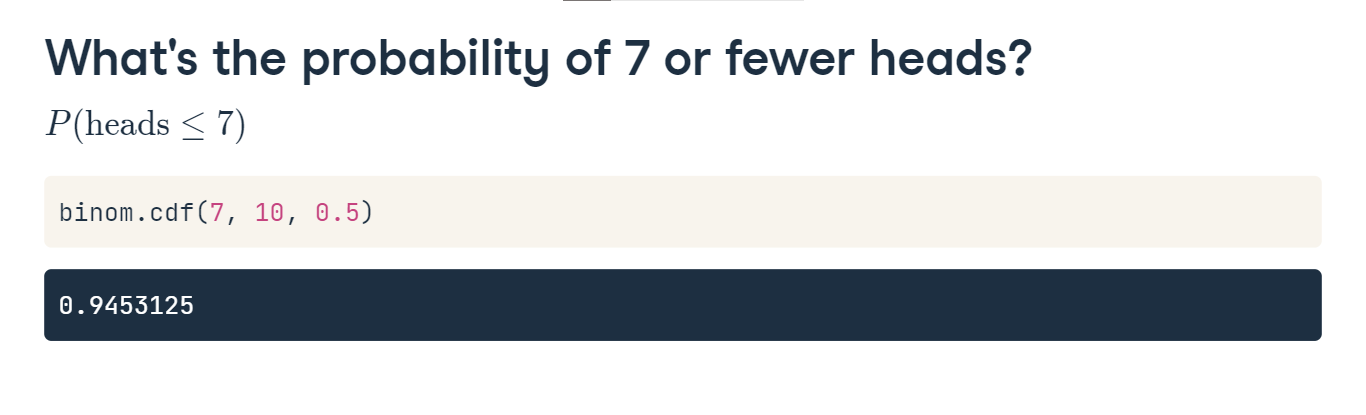 What's the probability of 7 or fewer heads?
P(heads ≤ 7)
binom.cdf(7, 10, 0.5)
0.9453125